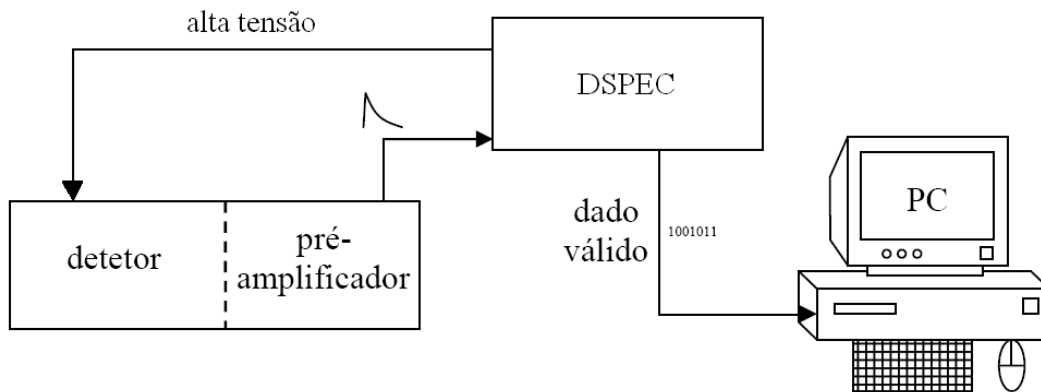 alta tensão
DSPEC
detetor
pré-
amplificador
dado
válido
1001011
PC